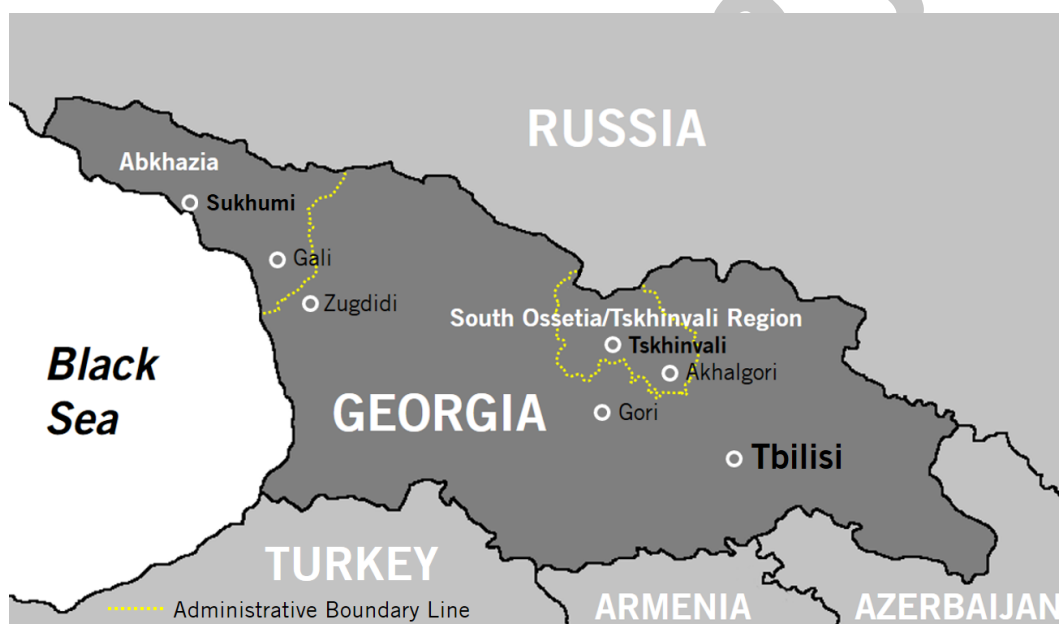 RUSSIA
Abkhazia
Sukhumi
Gali
Zugdidi
South Ossetia/Tskhinvali Region
Tskhinvali
Akhalgori
Black
Sea
GEORGIA
Gori
Tbilisi
TURKEY
Administrative Boundary Line
ARMENIA
AZERBAIJAN